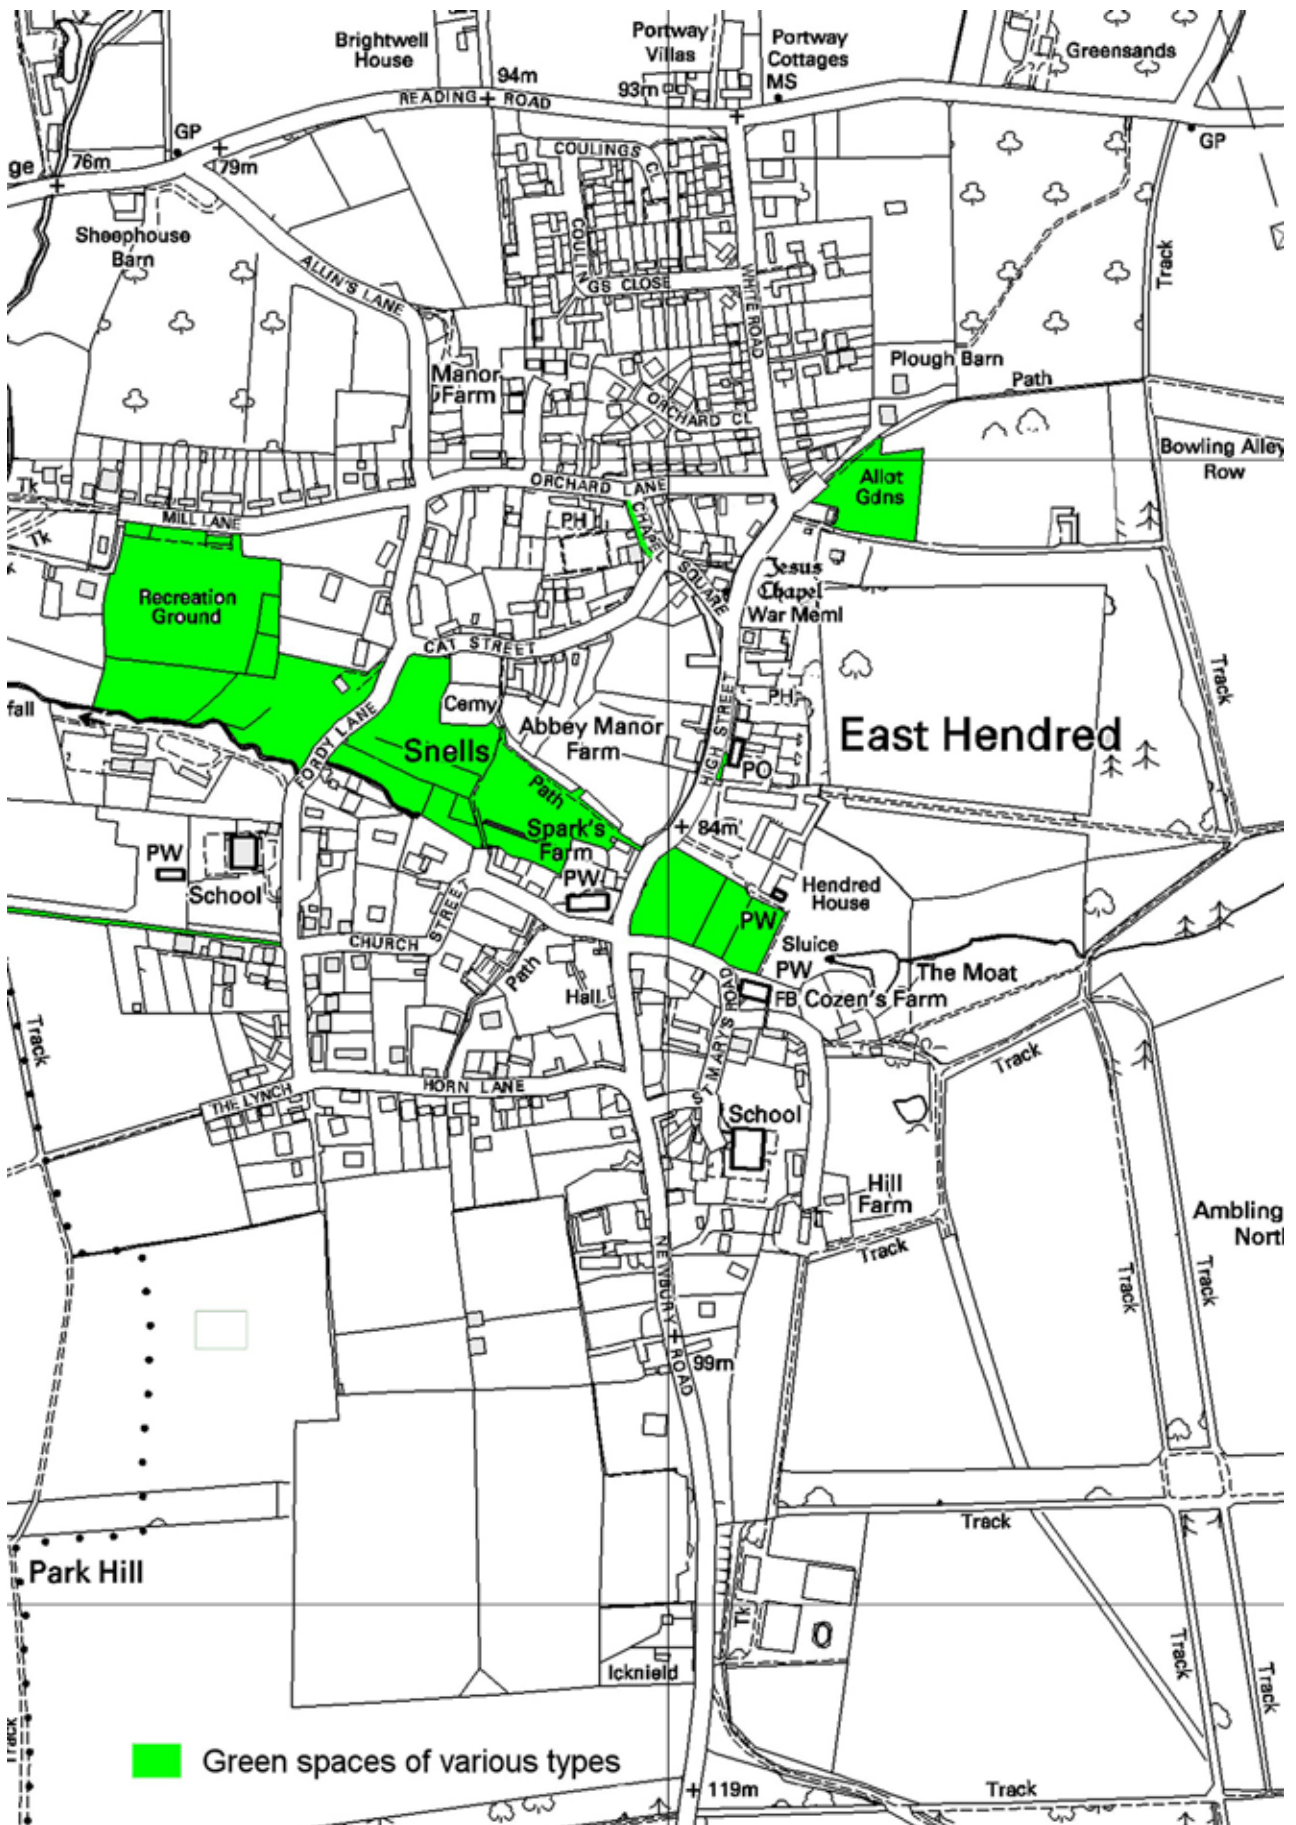 Brightwell
House
Portway
Villas
Portway
Cottages
MS
Greensands
94m
93m
READING ROAD
GP
GP
ge
76m
79m
COULINGS CL
Sheephouse
Barn
ALLIN'S LANE
COULIN
GS CLOSE
WHITE ROAD
Track
Manor
Farm
Plough Barn
Path
ORCHARD CL
Bowling Alley
Row
Tk
ORCHARD LANE
Allot
Gdns
MILL LANE
Tk
PH
CHAPEL
SQUARE
Jesus
Chapel
War Meml
Recreation
Ground
CAT STREET
Track
fall
Cemy
PH
FORDY LANE
Snells
Abbey Manor
Farm
HIGH STREET
East Hendred
PO
Path
Spark's
Farm
84m
PW
School
PW
Hendred
House
PW
CHURCH
STREET
Sluice
PW
The Moat
Path
Hall
FB
Cozen's Farm
Track
ST MARY'S ROAD
Track
THE LYNCH
HORN LANE
School
Hill
Farm
Ambling
Nort
Track
Track
Track
NEWBURY ROAD
99m
Track
Park Hill
Tk
Track
Track
Icknield
Track
Green spaces of various types
119m
Track